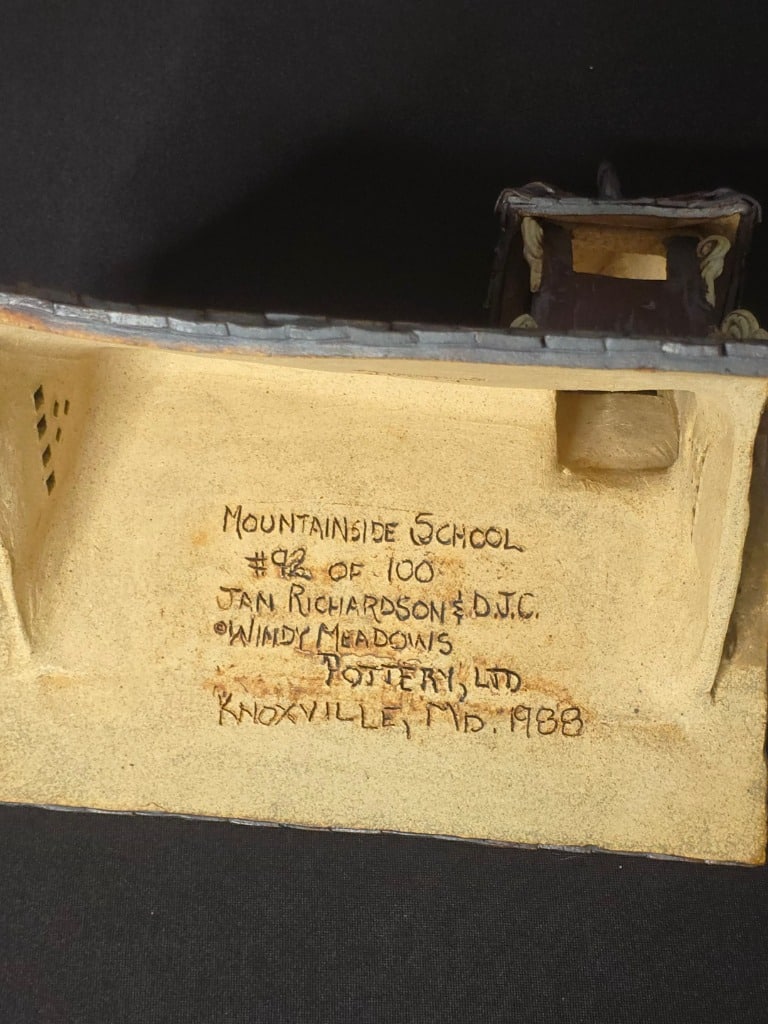 MOUNTAINSIDE SCHOOL
#92 OF 100
JAN RICHARDSON & D.J.C.
©WINDY MEADOWS
POTTERY, LTD
KNOXVILLE, MD. 1988